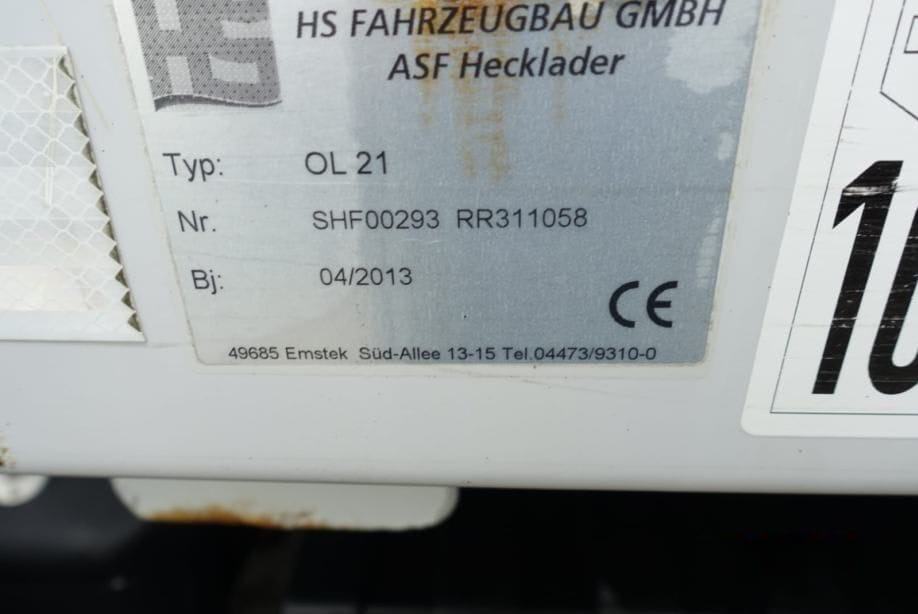 HS FAHRZEUGBAU GMBH
ASF Hecklader
Typ: OL 21
Nr. SHF00293 RR311058
Bj: 04/2013
CE
49685 Emstek Süd-Allee 13-15 Tel.04473/9310-0